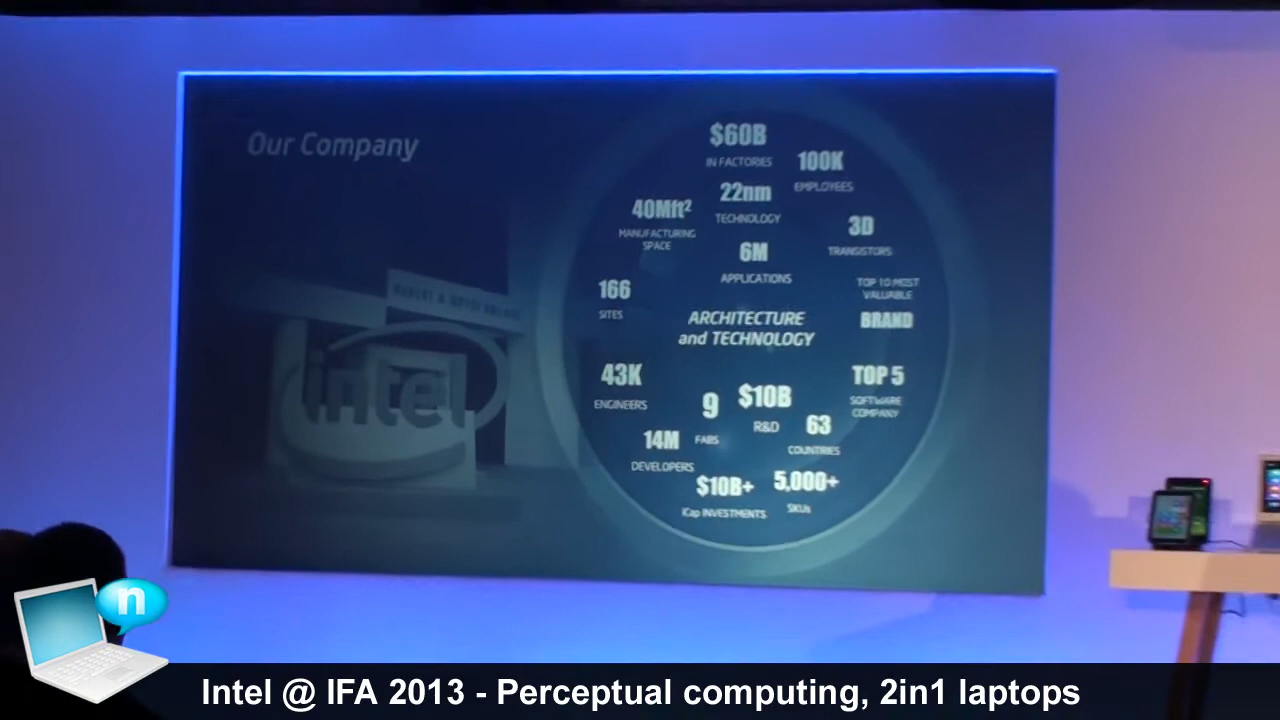 Our Company
$60B
IN FACTORIES
100K
EMPLOYEES
22nm
TECHNOLOGY
40Mft²
MANUFACTURING
SPACE
3D
TRANSISTORS
6M
APPLICATIONS
166
SITES
TOP 10 MOST
VALUABLE
BRAND
ARCHITECTURE
and TECHNOLOGY
43K
ENGINEERS
TOP 5
SOFTWARE
COMPANY
9
FABS
$10B
R&D
63
COUNTRIES
14M
DEVELOPERS
$10B+
iCap INVESTMENTS
5,000+
SKUs
intel
n
Intel @ IFA 2013 - Perceptual computing, 2in1 laptops